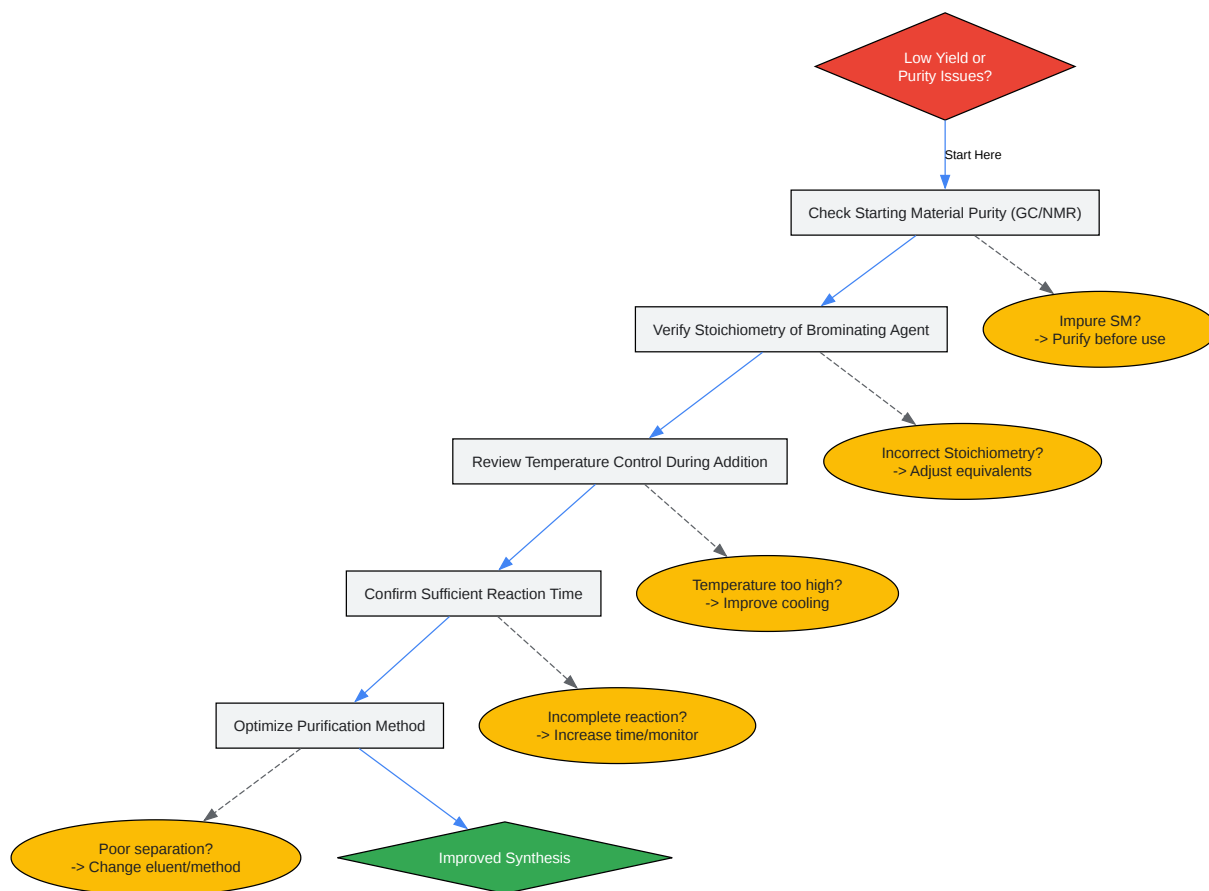 Low Yield or
Purity Issues?
Start Here
Check Starting Material Purity (GC/NMR)
Impure SM?
-> Purify before use
Verify Stoichiometry of Brominating Agent
Incorrect Stoichiometry?
-> Adjust equivalents
Review Temperature Control During Addition
Temperature too high?
-> Improve cooling
Confirm Sufficient Reaction Time
Incomplete reaction?
-> Increase time/monitor
Optimize Purification Method
Poor separation?
-> Change eluent/method
Improved Synthesis